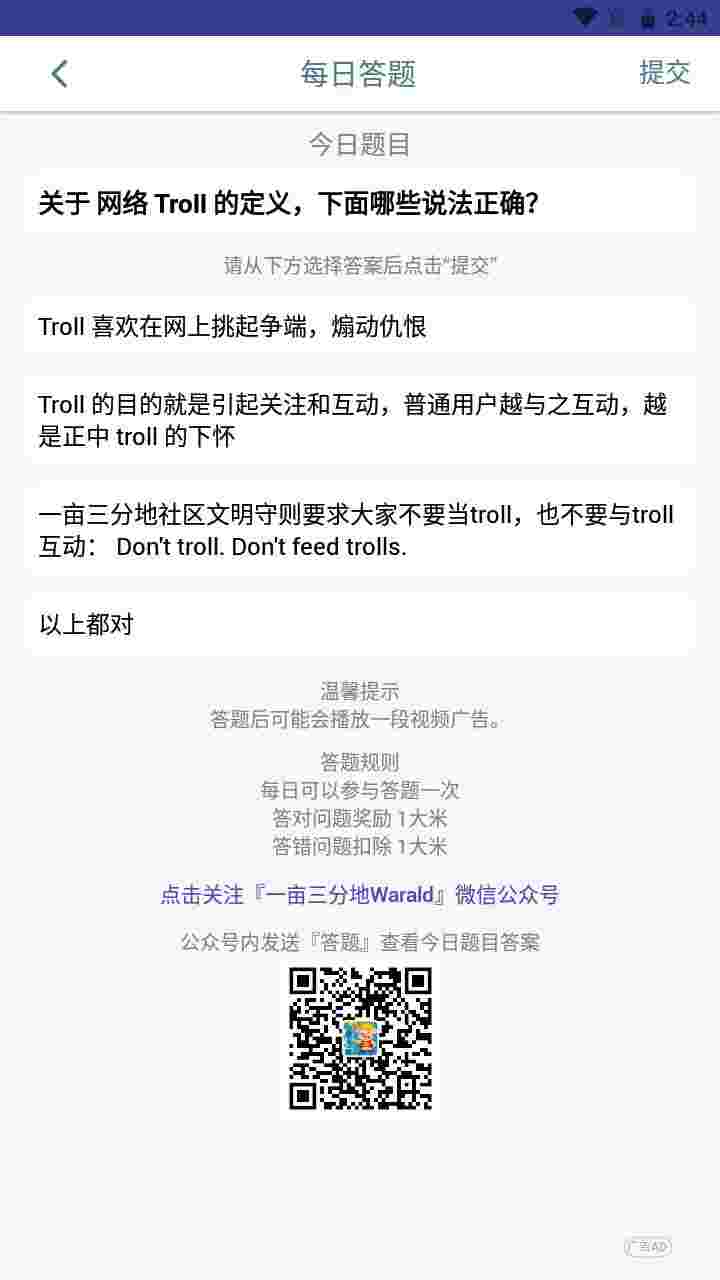 2:44
每日答题
提交
今日题目
关于 网络 Troll 的定义，下面哪些说法正确？
请从下方选择答案后点击“提交”
Troll 喜欢在网上挑起争端，煽动仇恨
Troll 的目的就是引起关注和互动，普通用户越与之互动，越
是正中 troll 的下怀
一亩三分地社区文明守则要求大家不要当troll，也不要与troll
互动： Don't troll. Don't feed trolls.
以上都对
温馨提示
答题后可能会播放一段视频广告。
答题规则
每日可以参与答题一次
答对问题奖励 1大米
答错问题扣除 1大米
点击关注『一亩三分地Warald』微信公众号
公众号内发送『答题』查看今日题目答案
广告AD